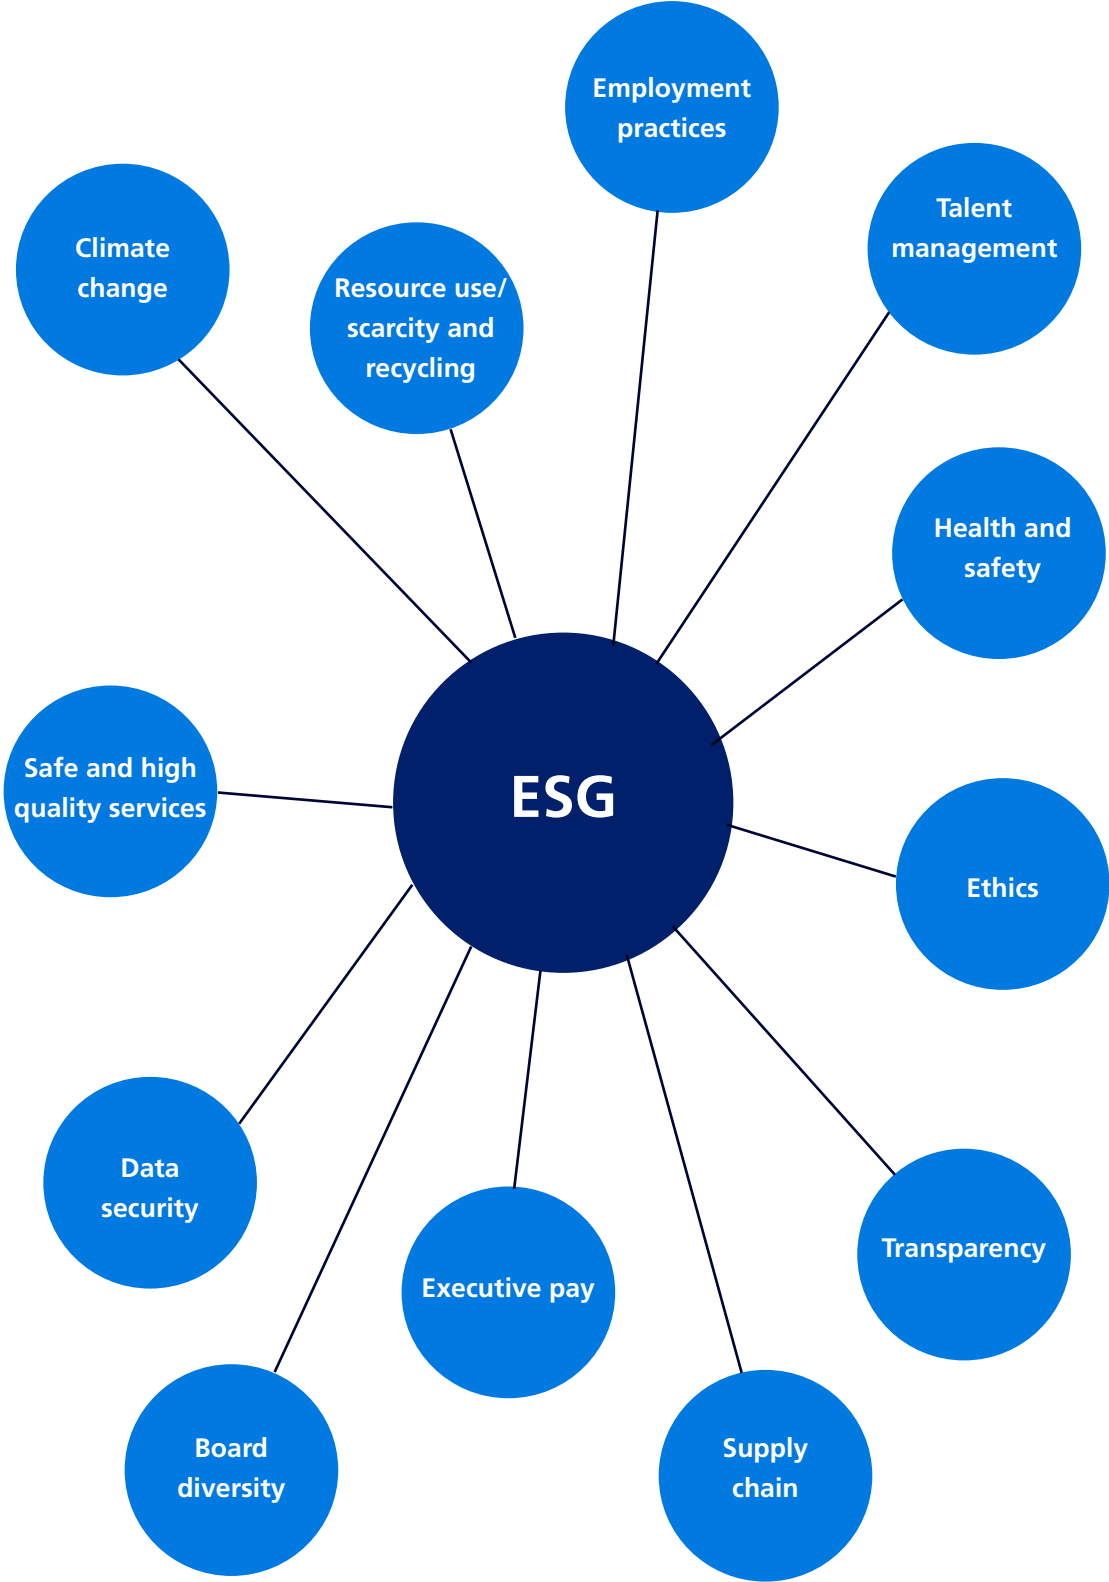 Employment
practices
Talent
management
Climate
change
Resource use/
scarcity and
recycling
Health and
safety
Safe and high
quality services
ESG
Ethics
Data
security
Transparency
Executive pay
Board
diversity
Supply
chain